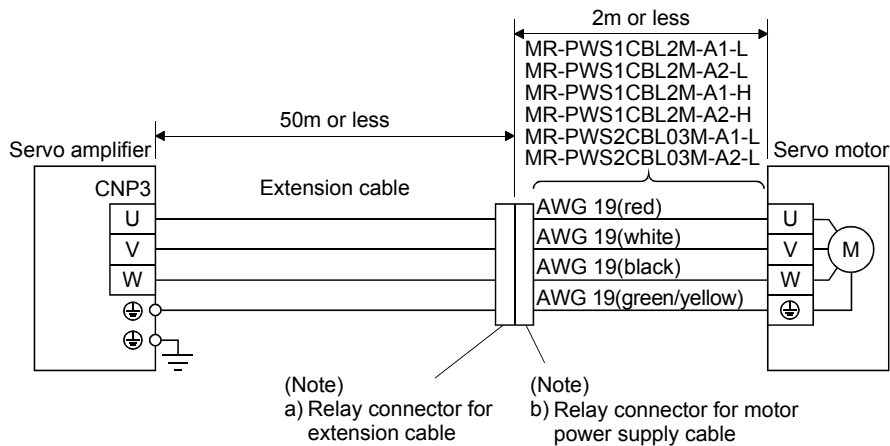 2m or less
MR-PWS1CBL2M-A1-L
MR-PWS1CBL2M-A2-L
MR-PWS1CBL2M-A1-H
MR-PWS1CBL2M-A2-H
MR-PWS2CBL03M-A1-L
MR-PWS2CBL03M-A2-L
50m or less
Servo amplifier
Servo motor
CNP3
Extension cable
U
AWG 19(red)
U
V
AWG 19(white)
V
M
W
AWG 19(black)
W
AWG 19(green/yellow)
(Note)
a) Relay connector for
extension cable
(Note)
b) Relay connector for motor
power supply cable